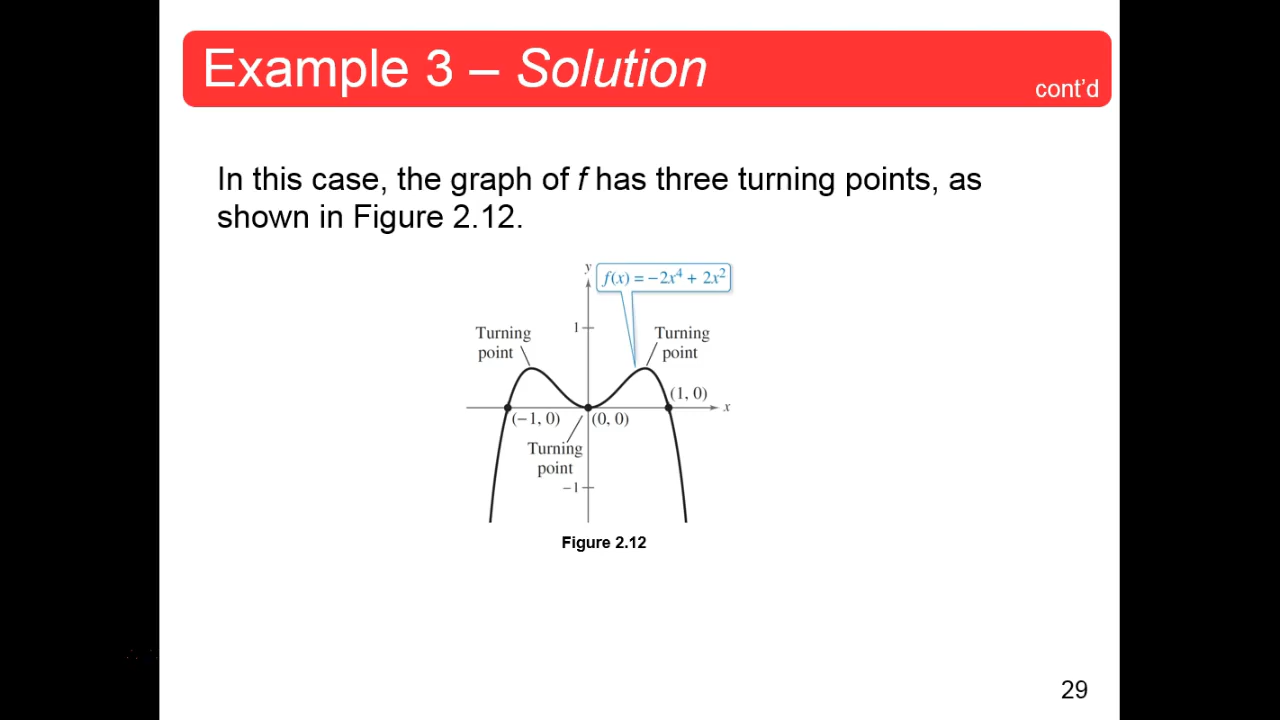 Example 3 – Solution
cont'd
In this case, the graph of f has three turning points, as
shown in Figure 2.12.
y
f(x) = −2x⁴ + 2x²
1
Turning
point
Turning
point
(1, 0)
x
(−1, 0)
(0, 0)
Turning
point
−1
Figure 2.12
29